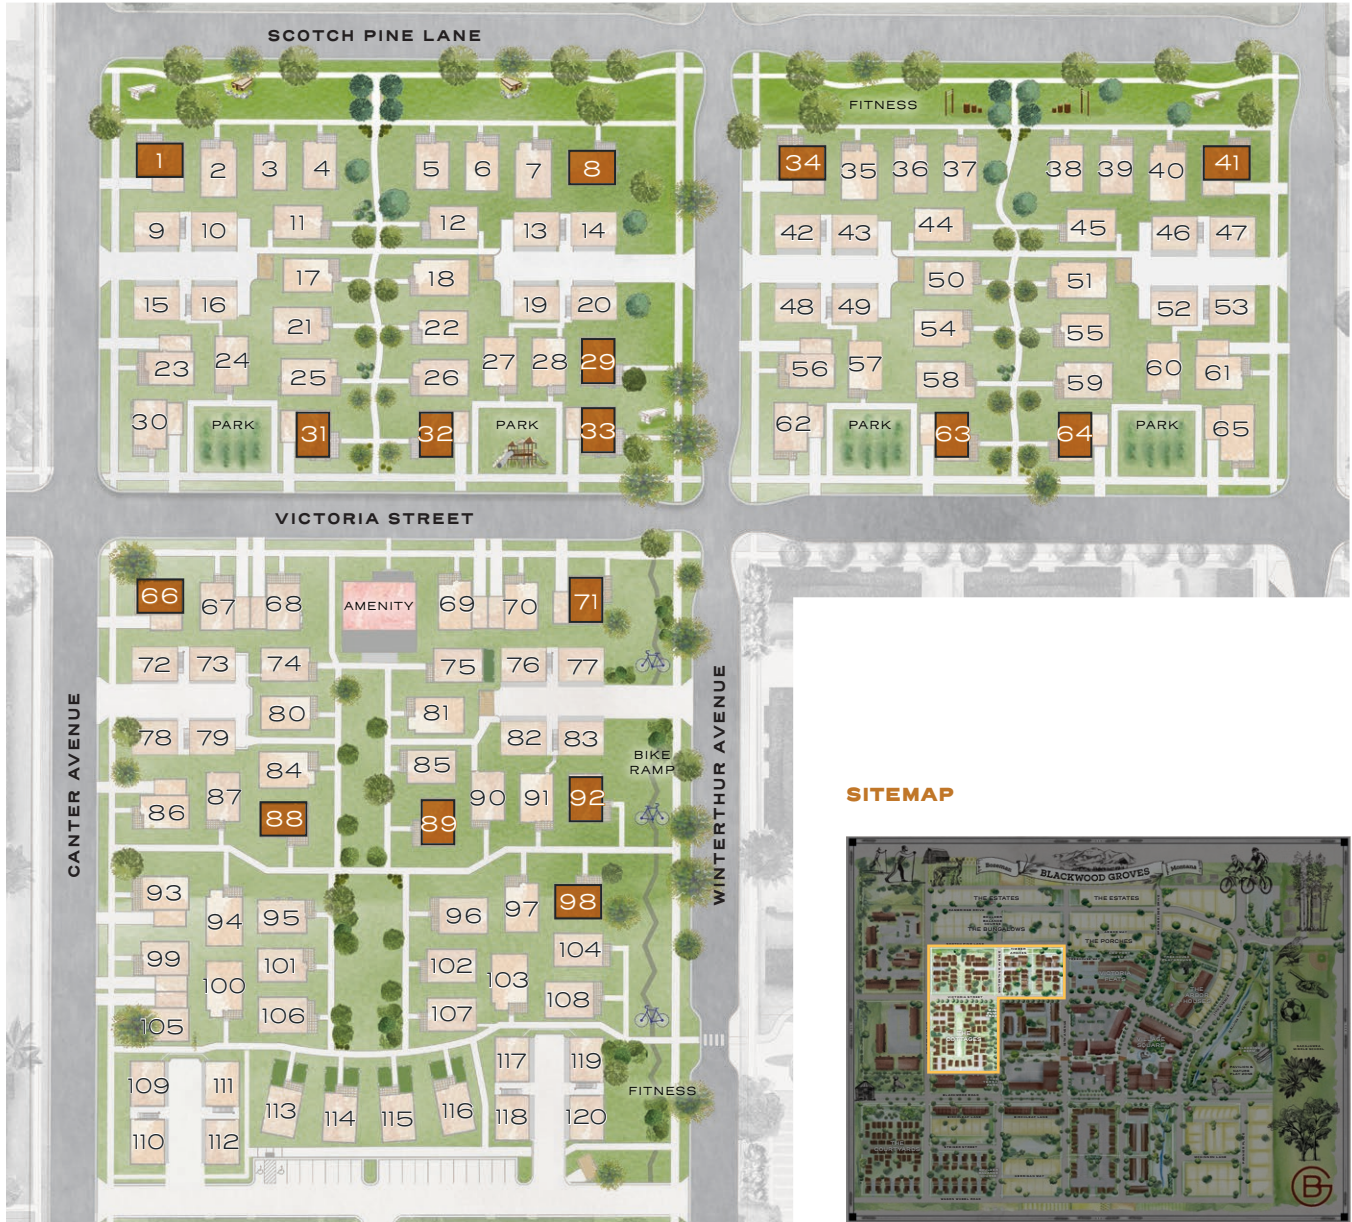 SCOTCH PINE LANE
FITNESS
1 2 3 4 5 6 7 8
34 35 36 37 38 39 40 41
9 10 11 12 13 14
42 43 44 45 46 47
17 18
50 51
15 16 19 20
48 49 52 53
21 22
54 55
23 24 25 26 27 28 29
56 57 58 59 60 61
30 PARK 31 32 PARK 33
62 PARK 63 64 PARK 65
VICTORIA STREET
66 67 68 AMENITY 69 70 71
72 73 74 75 76 77
80 81
78 79 82 83
84 85
BIKE
RAMP
86 87 88 89 90 91 92
CANTER AVENUE
WINTERTHUR AVENUE
93 94 95 96 97 98
99 100 101 102 103 104
105 106 107 108
109 111 113 114 115 116 117 119
FITNESS
110 112 118 120
SITEMAP
Bozeman BLACKWOOD GROVES Montana
THE ESTATES THE ESTATES
THE BUNGALOWS
THE PORCHES
VICTORIA STREET
COTTAGES
SQUARE
BG